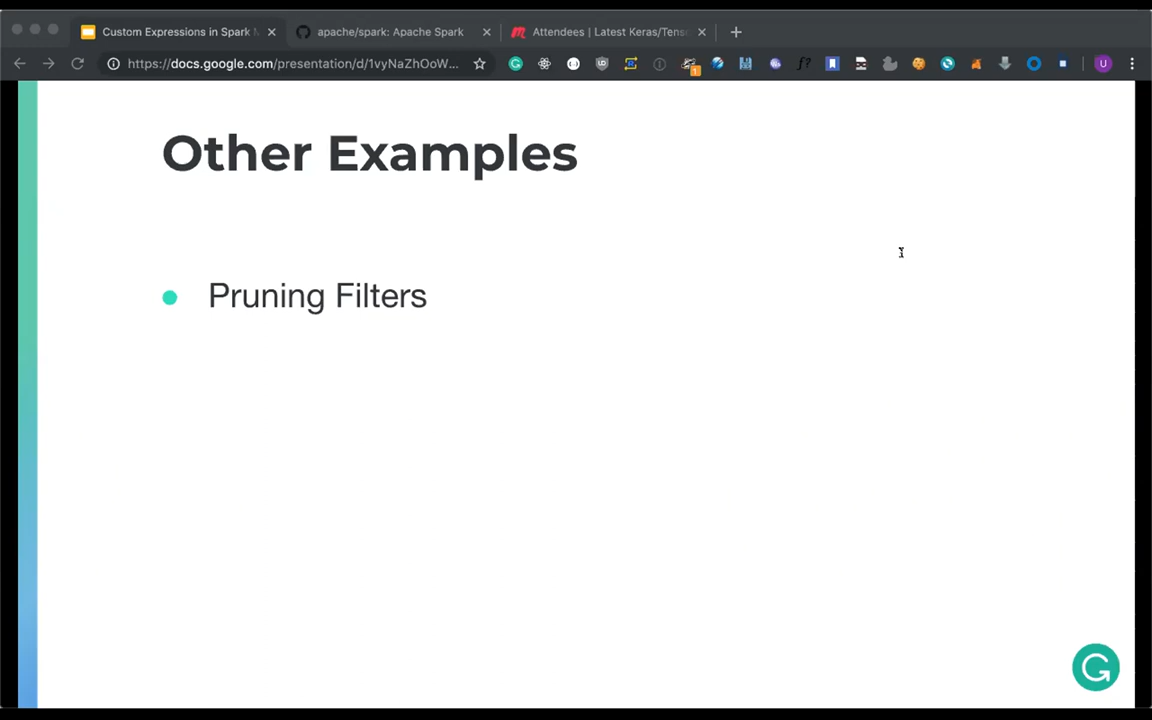 Custom Expressions in Spark
apache/spark: Apache Spark
Attendees | Latest Keras/Tens
https://docs.google.com/presentation/d/1vyNaZhOoW...
Other Examples
Pruning Filters